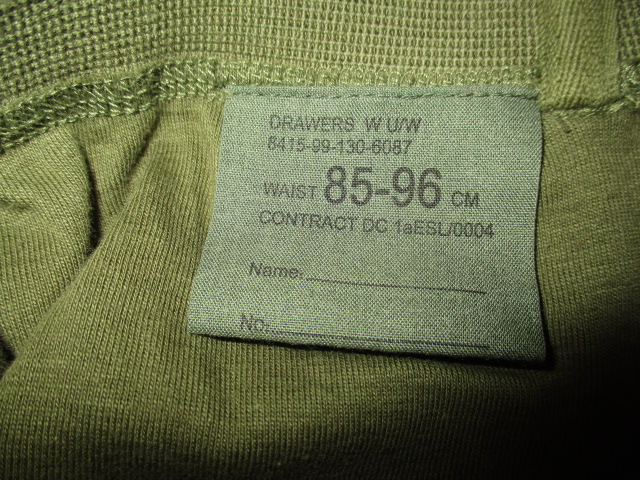 DRAWERS W U/W
8415-99-130-6087
WAIST 85-96 CM
CONTRACT DC 1aESL/0004
Name.
No.